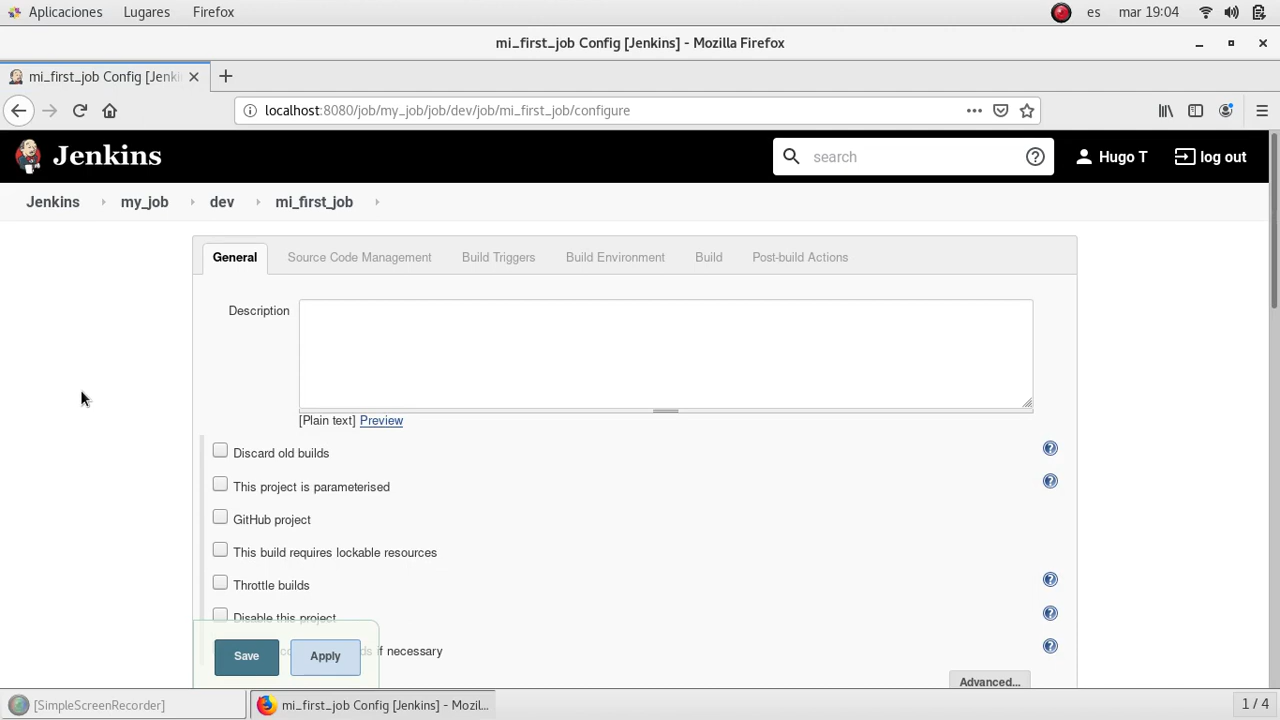 Aplicaciones Lugares Firefox es mar 19:04
mi_first_job Config [Jenkins] - Mozilla Firefox
mi_first_job Config [Jenki
localhost:8080/job/my_job/job/dev/job/mi_first_job/configure
Jenkins search Hugo T log out
Jenkins my_job dev mi_first_job
General Source Code Management Build Triggers Build Environment Build Post-build Actions
Description
[Plain text] Preview
Discard old builds
This project is parameterised
GitHub project
This build requires lockable resources
Throttle builds
Disable this project
Save Apply if necessary
Advanced...
[SimpleScreenRecorder] mi_first_job Config [Jenkins] - Mozil... 1 / 4